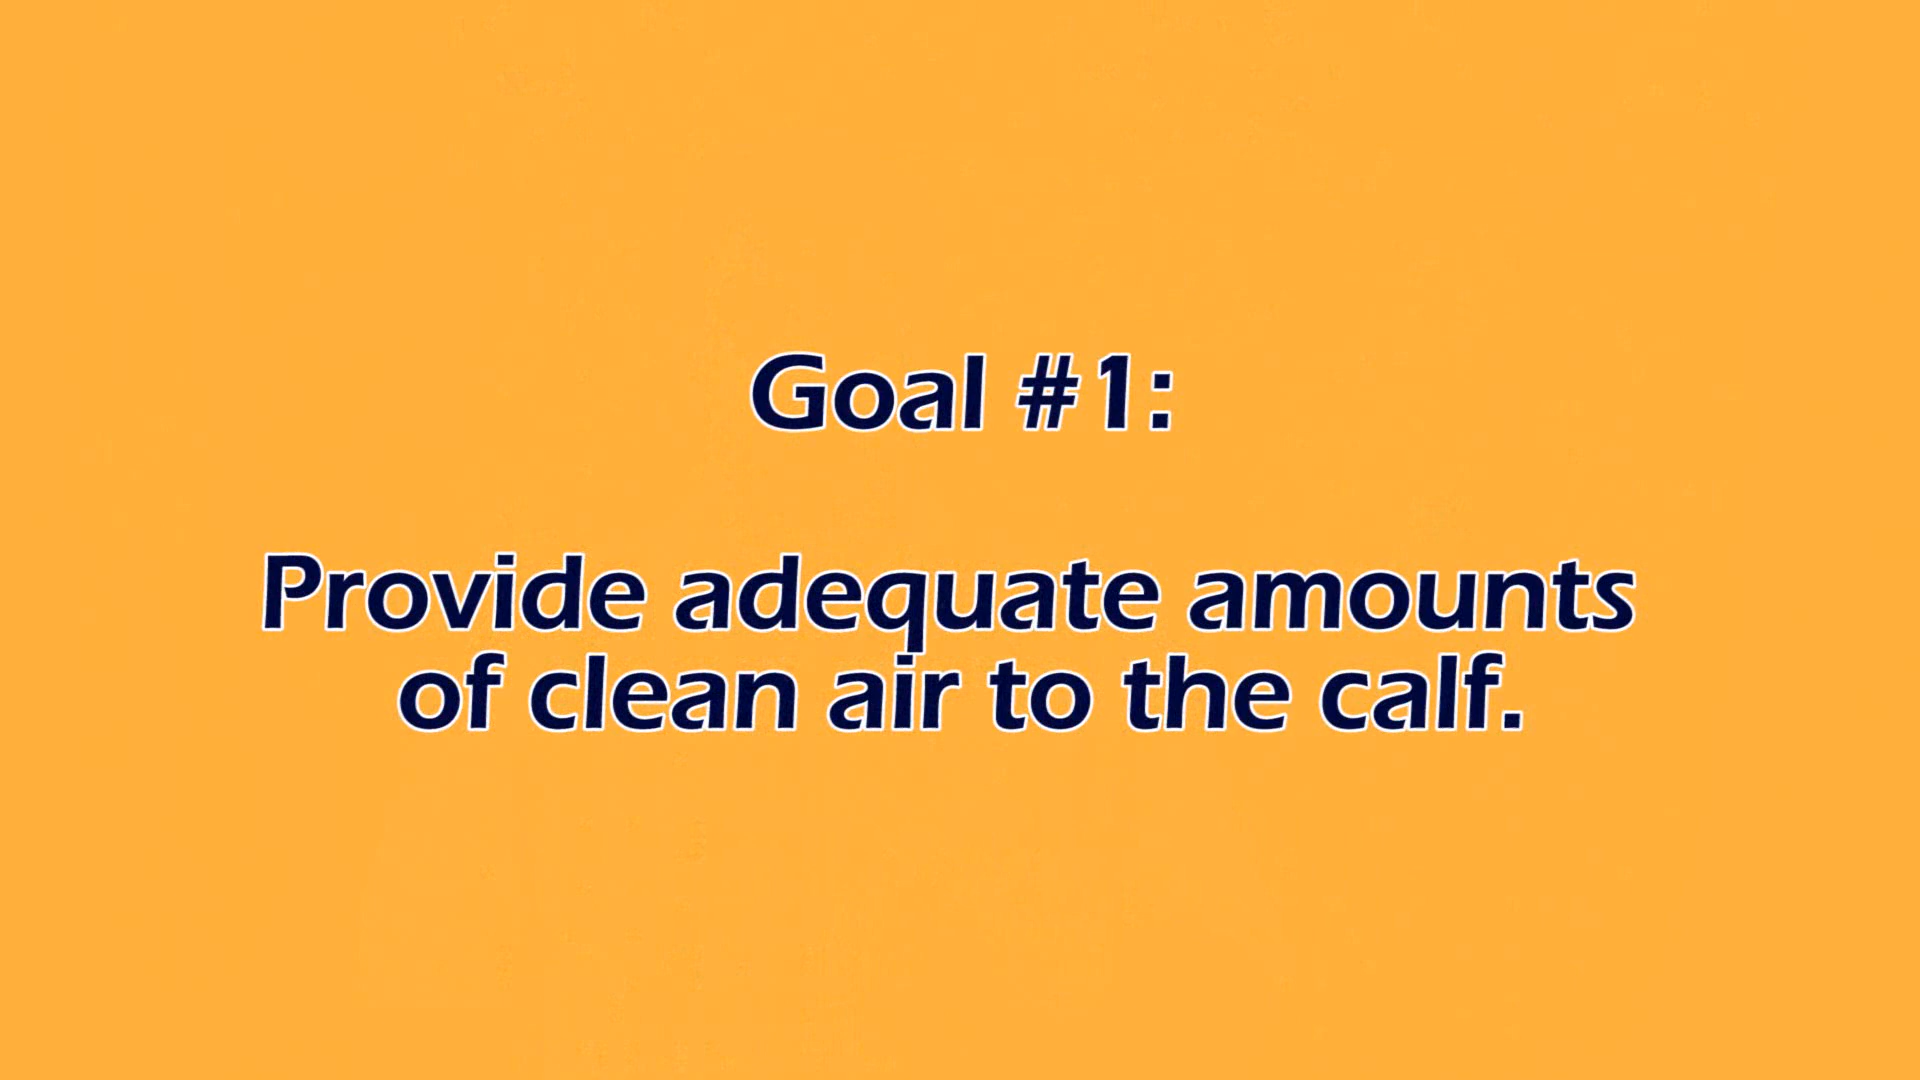 Goal #1:
Provide adequate amounts
of clean air to the calf.